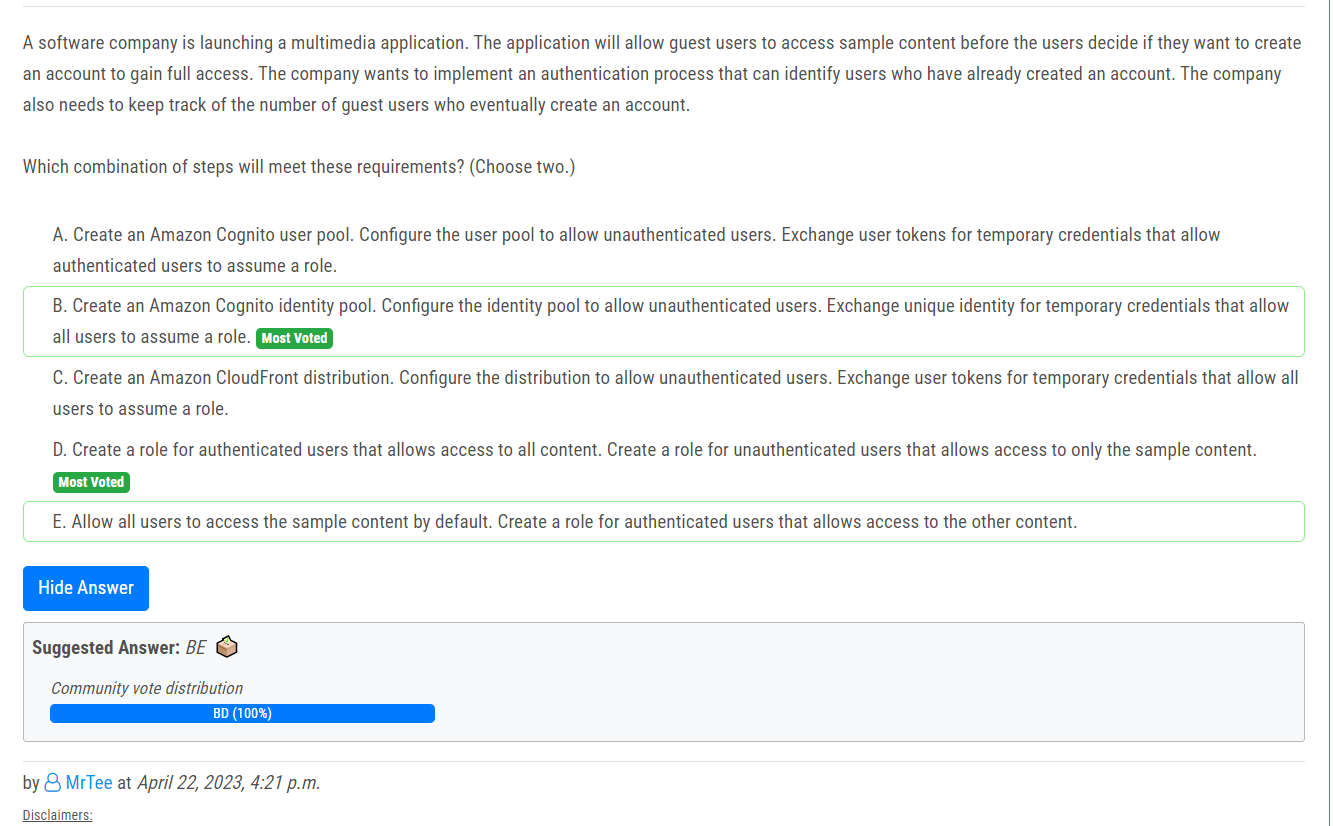 A software company is launching a multimedia application. The application will allow guest users to access sample content before the users decide if they want to create
an account to gain full access. The company wants to implement an authentication process that can identify users who have already created an account. The company
also needs to keep track of the number of guest users who eventually create an account.
Which combination of steps will meet these requirements? (Choose two.)
A. Create an Amazon Cognito user pool. Configure the user pool to allow unauthenticated users. Exchange user tokens for temporary credentials that allow
authenticated users to assume a role.
B. Create an Amazon Cognito identity pool. Configure the identity pool to allow unauthenticated users. Exchange unique identity for temporary credentials that allow
all users to assume a role. Most Voted
C. Create an Amazon CloudFront distribution. Configure the distribution to allow unauthenticated users. Exchange user tokens for temporary credentials that allow all
users to assume a role.
D. Create a role for authenticated users that allows access to all content. Create a role for unauthenticated users that allows access to only the sample content.
Most Voted
E. Allow all users to access the sample content by default. Create a role for authenticated users that allows access to the other content.
Hide Answer
Suggested Answer: BE
Community vote distribution
BD (100%)
by MrTee at April 22, 2023, 4:21 p.m.
Disclaimers: